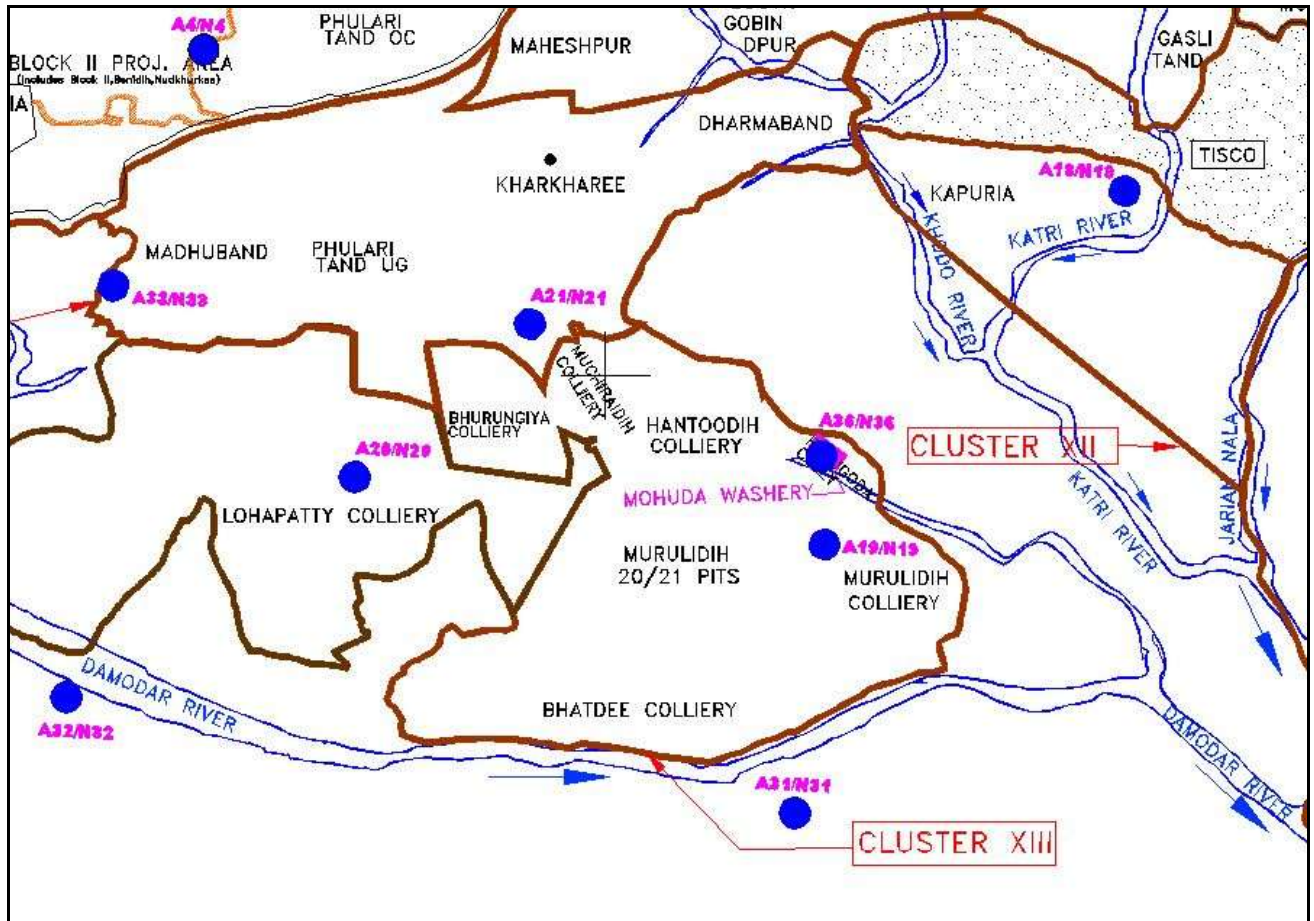 A4/N4
PHULARI
TAND OC
BLOCK II PROJ. AREA
(Includes Block II,Benidih,Nudkhurkee)
IA
MAHESHPUR
GOBIN
DPUR
GASLI
TAND
DHARMABAND
TISCO
KHARKHAREE
KAPURIA
A18/N18
KHUDO RIVER
KATRI RIVER
MADHUBAND
PHULARI
TAND UG
A33/N33
A21/N21
MUCHIRAIDIH
COLLIERY
BHURUNGIYA
COLLIERY
HANTOODIH
COLLIERY
A36/N36
CLUSTER XII
A20/N20
MOHUDA WASHERY
KATRI RIVER
JARIAN NALA
LOHAPATTY COLLIERY
MURULIDIH
20/21 PITS
A19/N19
MURULIDIH
COLLIERY
DAMODAR RIVER
A32/N32
BHATDEE COLLIERY
DAMODAR RIVER
A31/N31
CLUSTER XIII